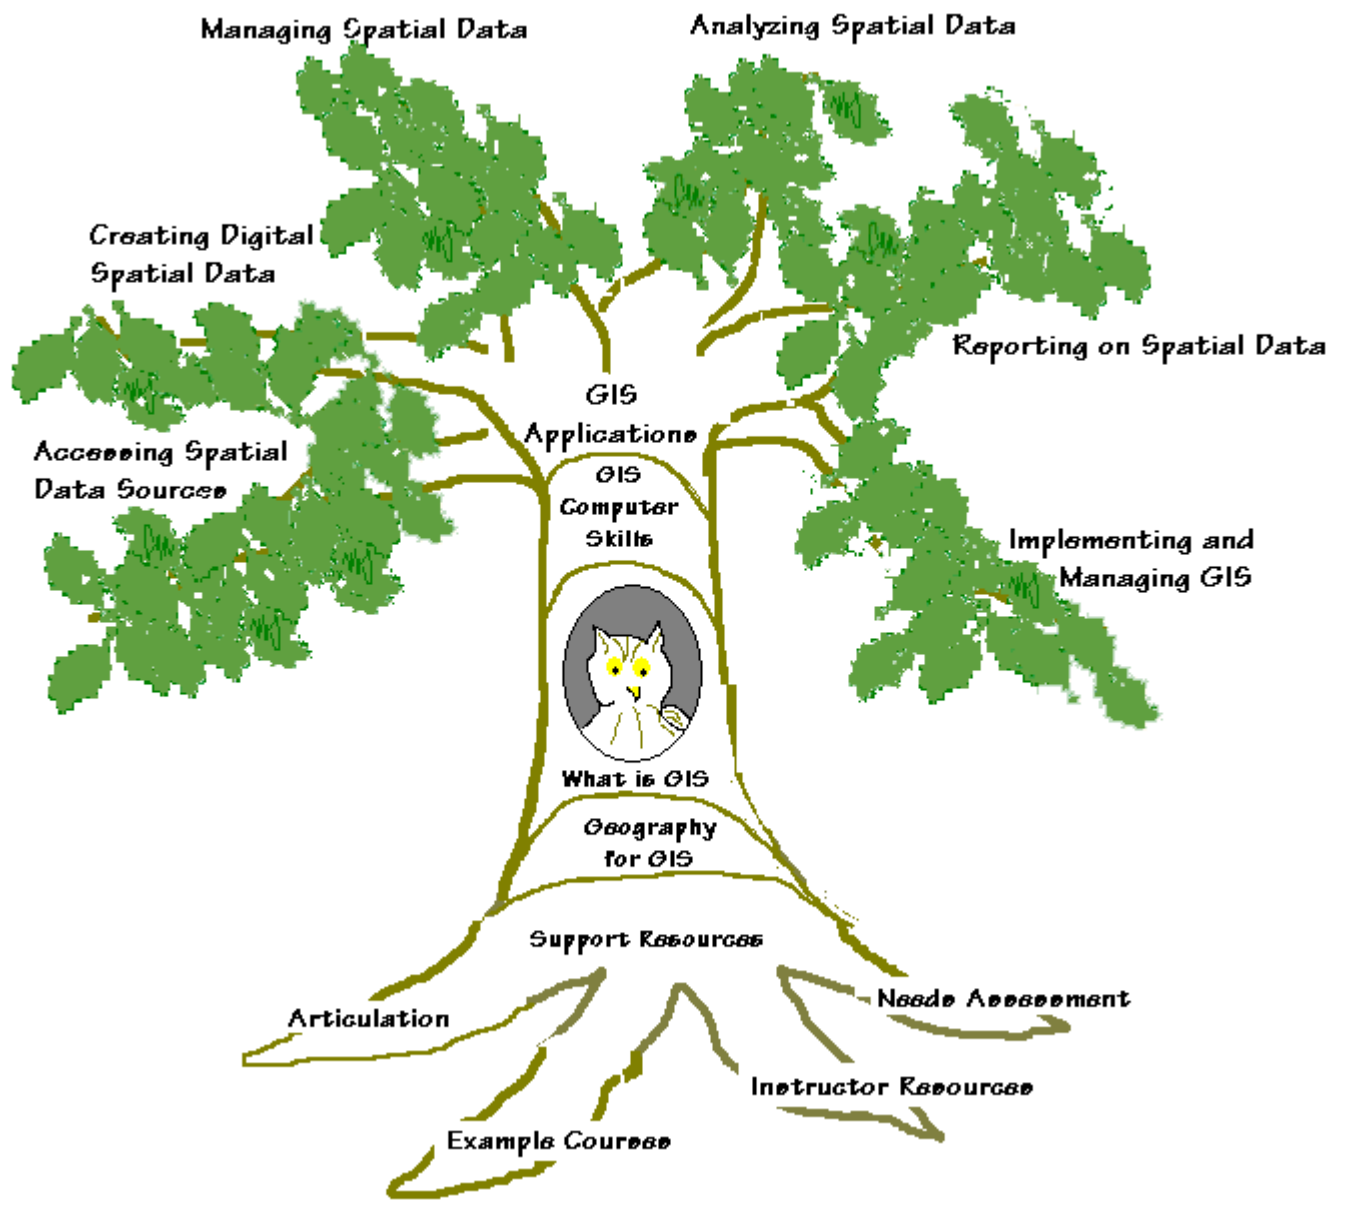 Managing Spatial Data
Analyzing Spatial Data
Creating Digital
Spatial Data
Reporting on Spatial Data
Accessing Spatial
Data Sources
GIS
Applications
GIS
Computer
Skills
Implementing and
Managing GIS
What is GIS
Geography
for GIS
Support Resources
Needs Assessment
Articulation
Instructor Resources
Example Courses